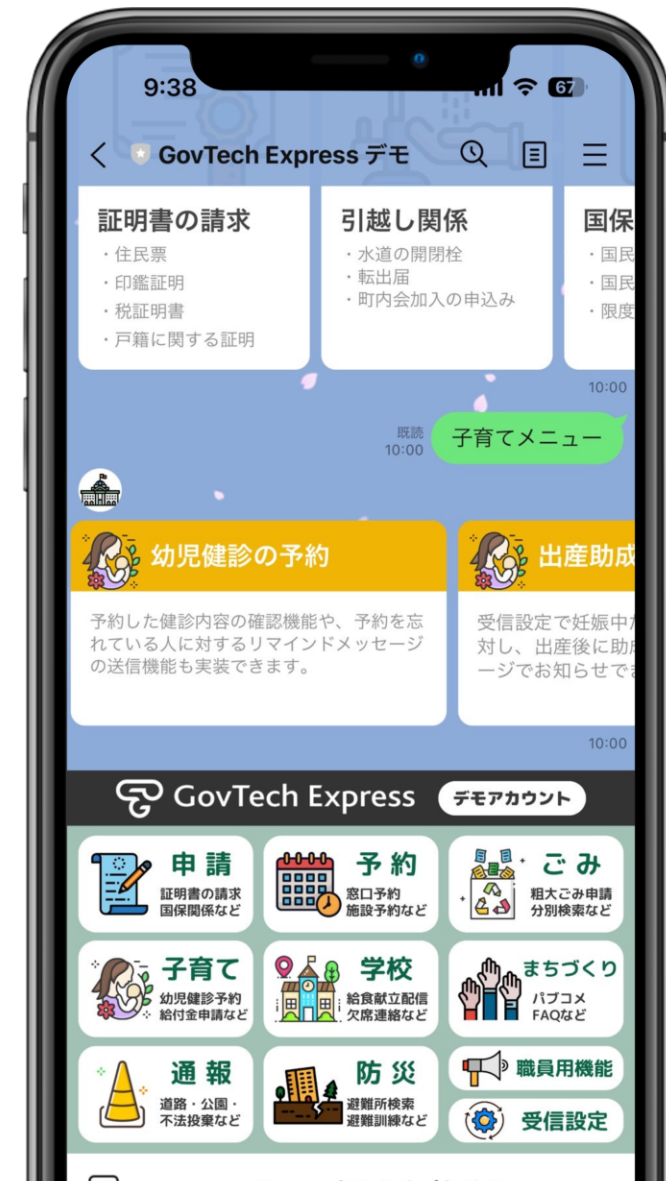 9:38
67
GovTech Express デモ
証明書の請求
・住民票
・印鑑証明
・税証明書
・戸籍に関する証明
引越し関係
・水道の開閉栓
・転出届
・町内会加入の申込み
国保
・国民
・国民
・限度
10:00
既読
10:00
子育てメニュー
幼児健診の予約
予約した健診内容の確認機能や、予約を忘
れている人に対するリマインドメッセージ
の送信機能も実装できます。
出産助成
受信設定で妊娠中
対し、出産後に助
ージでお知らせで
10:00
GovTech Express
デモアカウント
申請
証明書の請求
国保関係など
予約
窓口予約
施設予約など
ごみ
粗大ごみ申請
分別検索など
子育て
幼児健診予約
給付金申請など
学校
給食献立配信
欠席連絡など
まちづくり
パブコメ
FAQなど
通報
道路・公園・
不法投棄など
防災
避難所検索
避難訓練など
職員用機能
受信設定